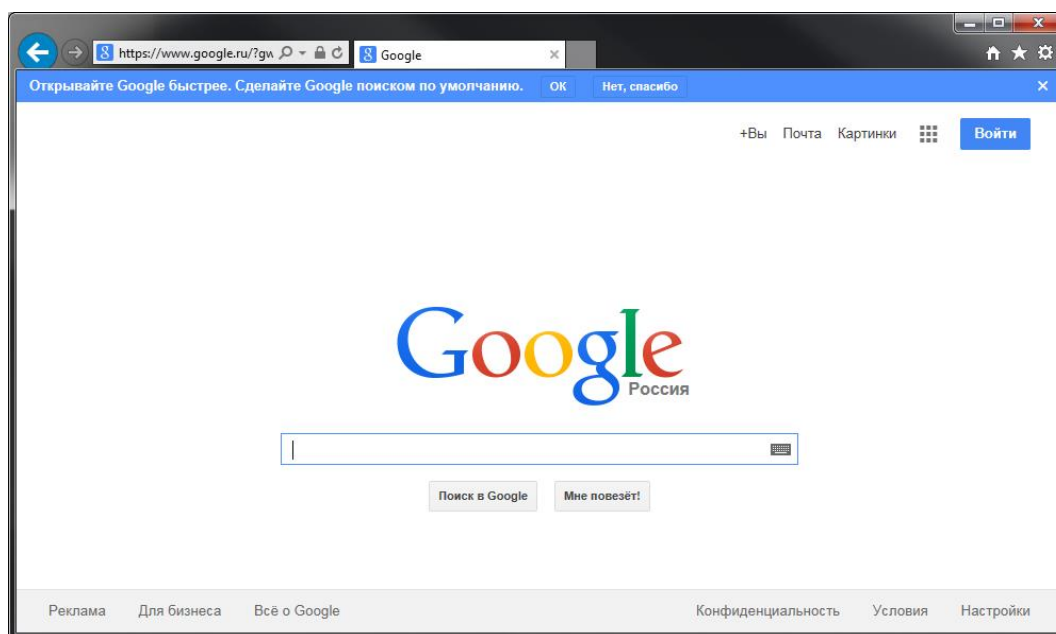 https://www.google.ru/?gw
Google
Открывайте Google быстрее. Сделайте Google поиском по умолчанию. ОК Нет, спасибо
+Вы Почта Картинки Войти
Google
Россия
Поиск в Google Мне повезёт!
Реклама Для бизнеса Всё о Google Конфиденциальность Условия Настройки